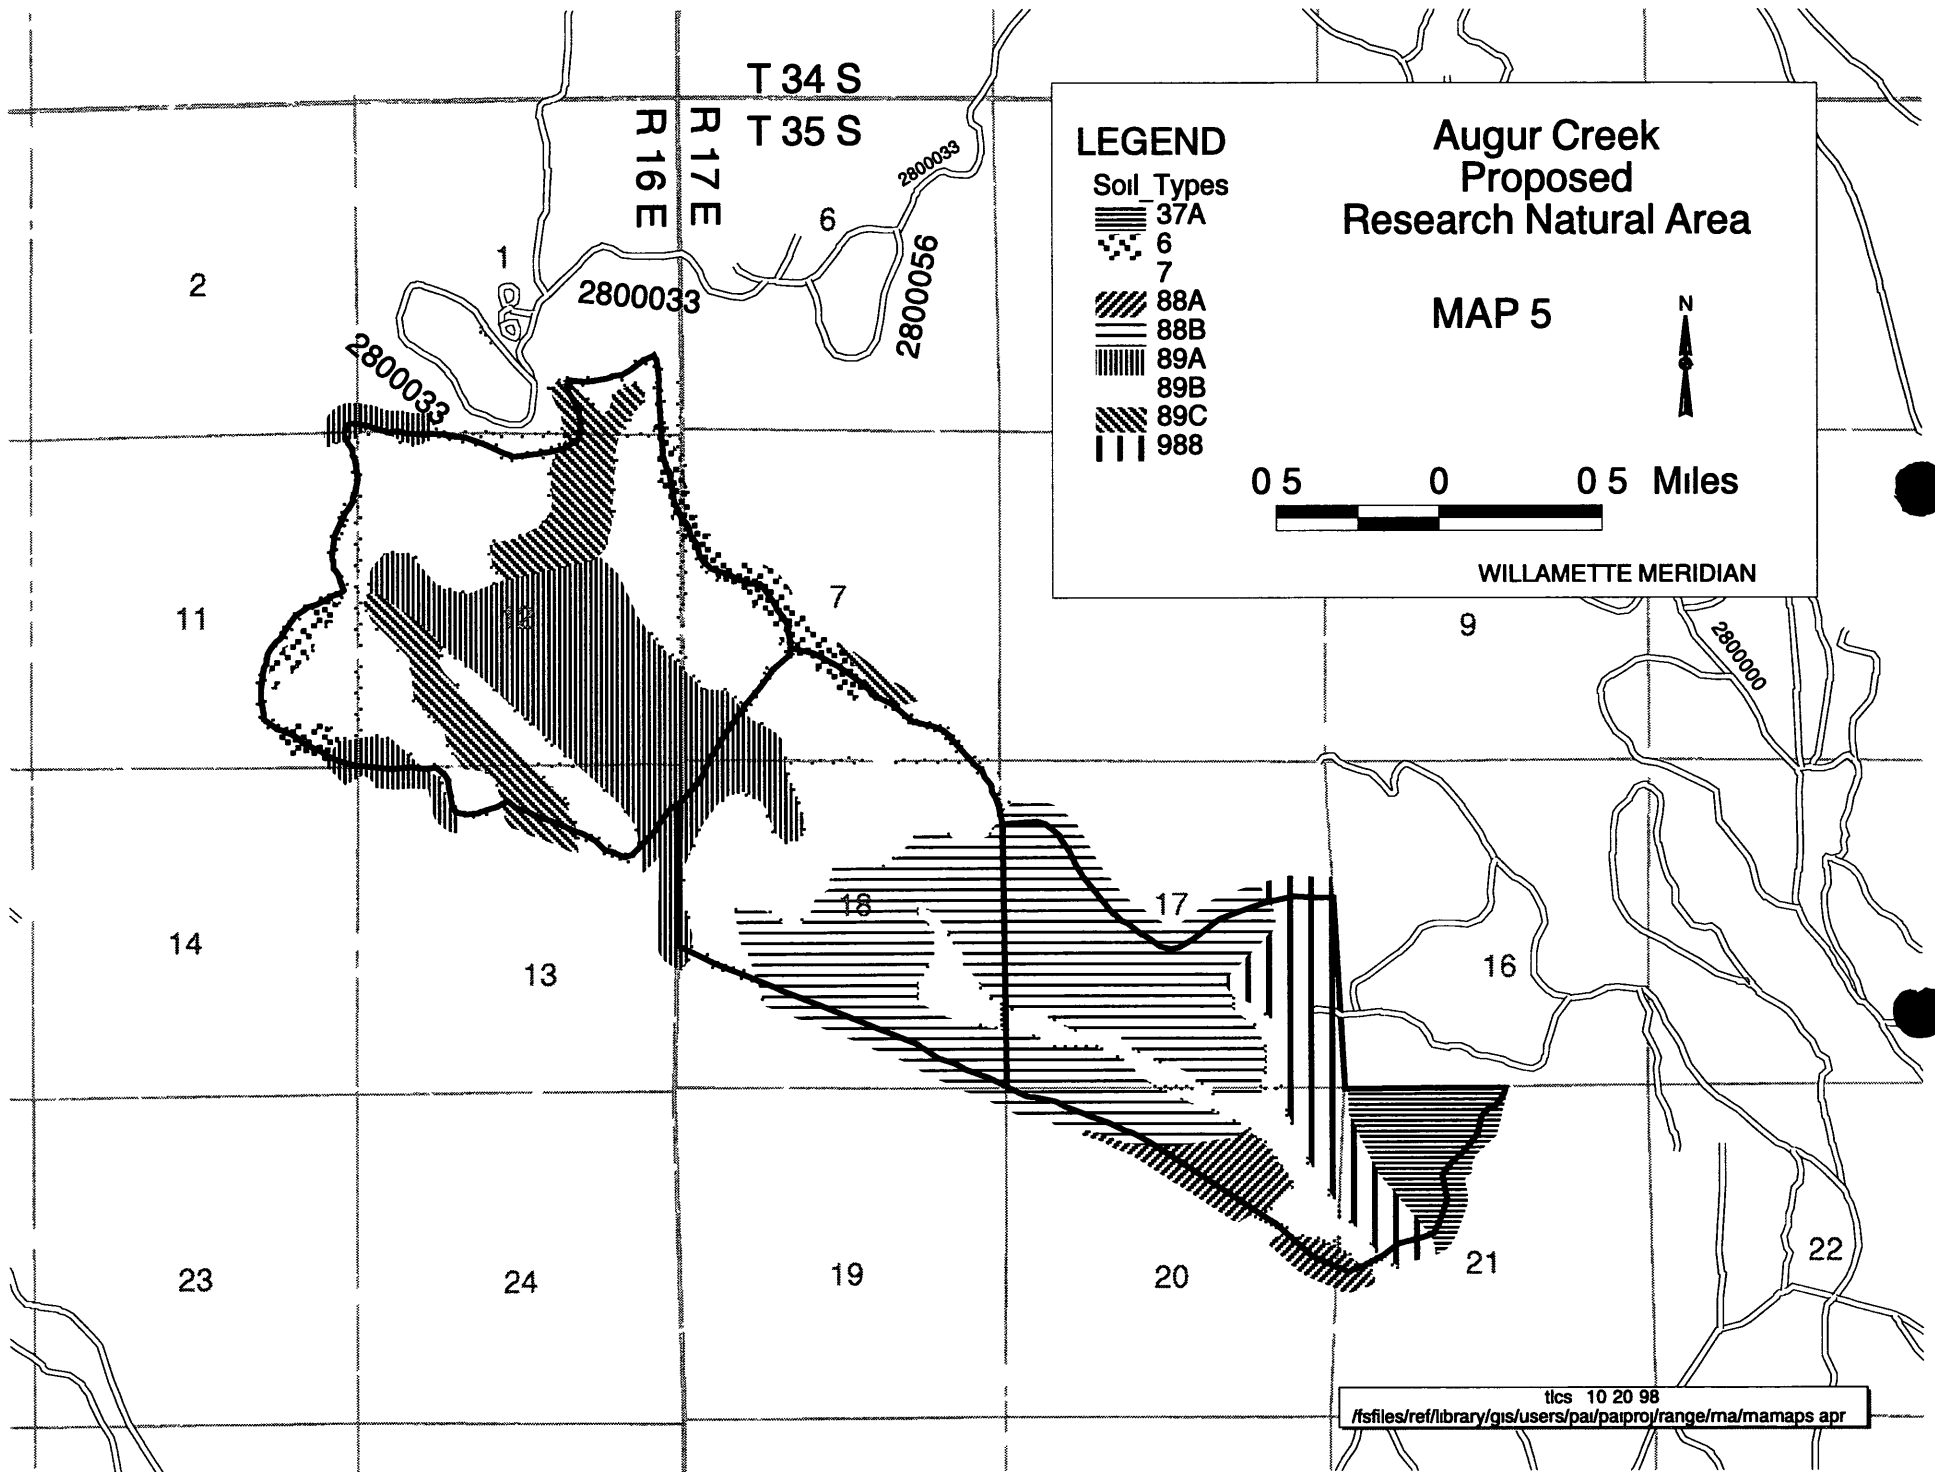 T 34 S
T 35 S
R 16 E
R 17 E
2800033
6
1
2
2800033
2800056
2800033
LEGEND
Soil_Types
37A
6
7
88A
88B
89A
89B
89C
988
Augur Creek
Proposed
Research Natural Area
MAP 5
N
0 5 0 0 5 Miles
WILLAMETTE MERIDIAN
11
12
7
9
2800000
14
13
18
17
16
23
24
19
20
21
22
tlcs 10 20 98
/fsfiles/ref/library/gis/users/pai/paiproj/range/rna/rnamaps apr